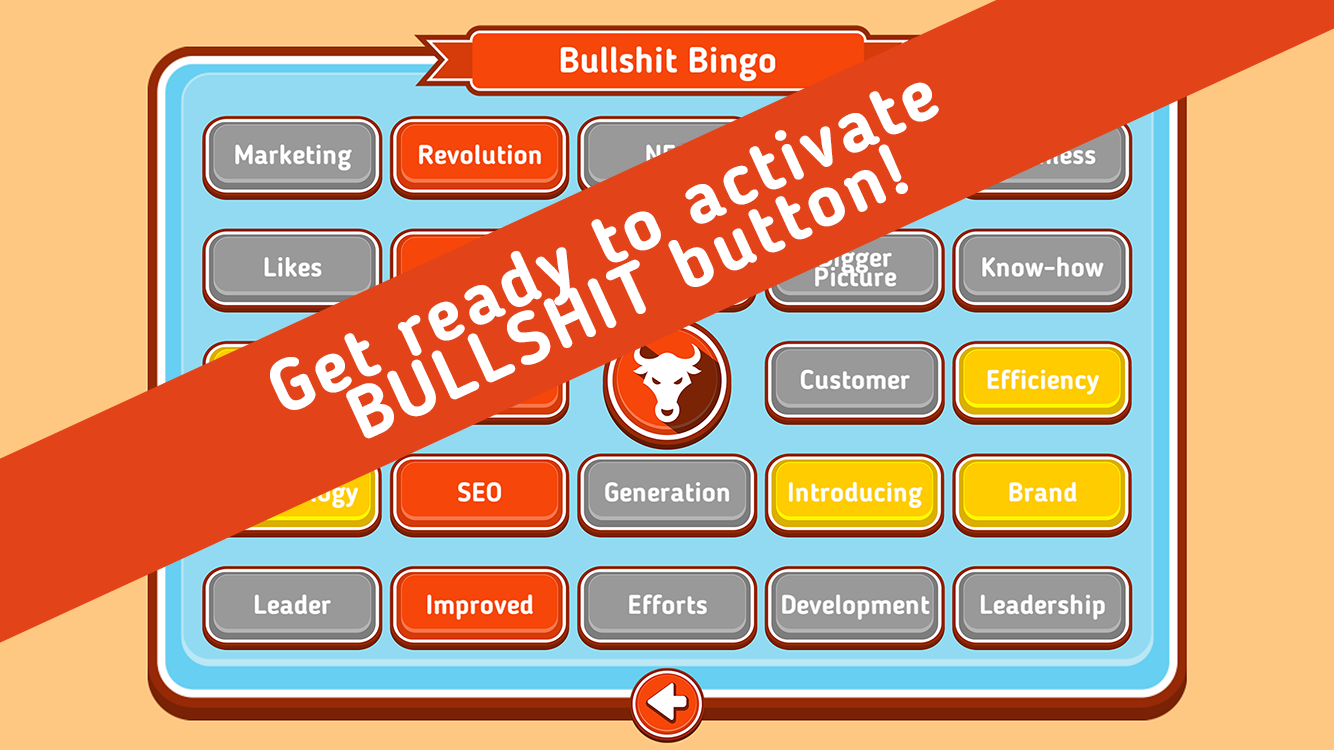 Bullshit Bingo
Marketing
Revolution
Likes
Bigger
Picture
Know-how
Get ready to activate
BULLSHIT button!
Customer
Efficiency
SEO
Generation
Introducing
Brand
Leader
Improved
Efforts
Development
Leadership